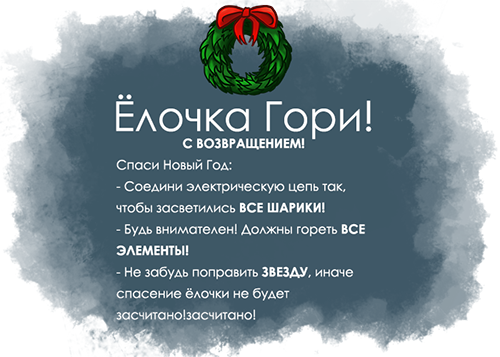 Ёлочка Гори!
С ВОЗВРАЩЕНИЕМ!
Спаси Новый Год:
- Соедини электрическую цепь так,
чтобы засветились ВСЕ ШАРИКИ!
- Будь внимателен! Должны гореть ВСЕ
ЭЛЕМЕНТЫ!
- Не забудь поправить ЗВЕЗДУ, иначе
спасение ёлочки не будет
засчитано!засчитано!